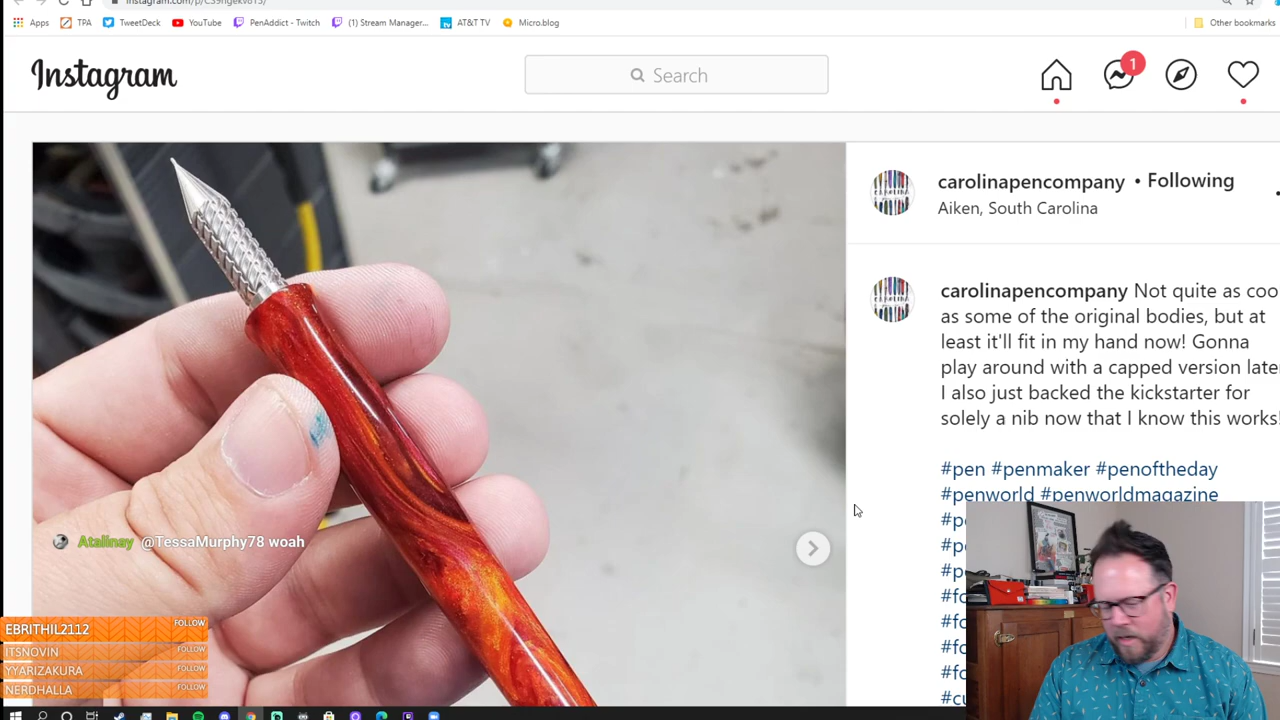 Apps TPA TweetDeck YouTube PenAddict - Twitch (1) Stream Manager... AT&T TV Micro.blog Other bookmarks
Instagram
Search
1
carolinapencompany • Following
Aiken, South Carolina
carolinapencompany Not quite as coo
as some of the original bodies, but at
least it'll fit in my hand now! Gonna
play around with a capped version late
I also just backed the kickstarter for
solely a nib now that I know this works!
#pen #penmaker #penoftheday
#penworld #penworldmagazine
Atalinay @TessaMurphy78 woah
EBRITHIL2112 FOLLOW
ITSNOVIN FOLLOW
YYARIZAKURA FOLLOW
NERDHALLA FOLLOW